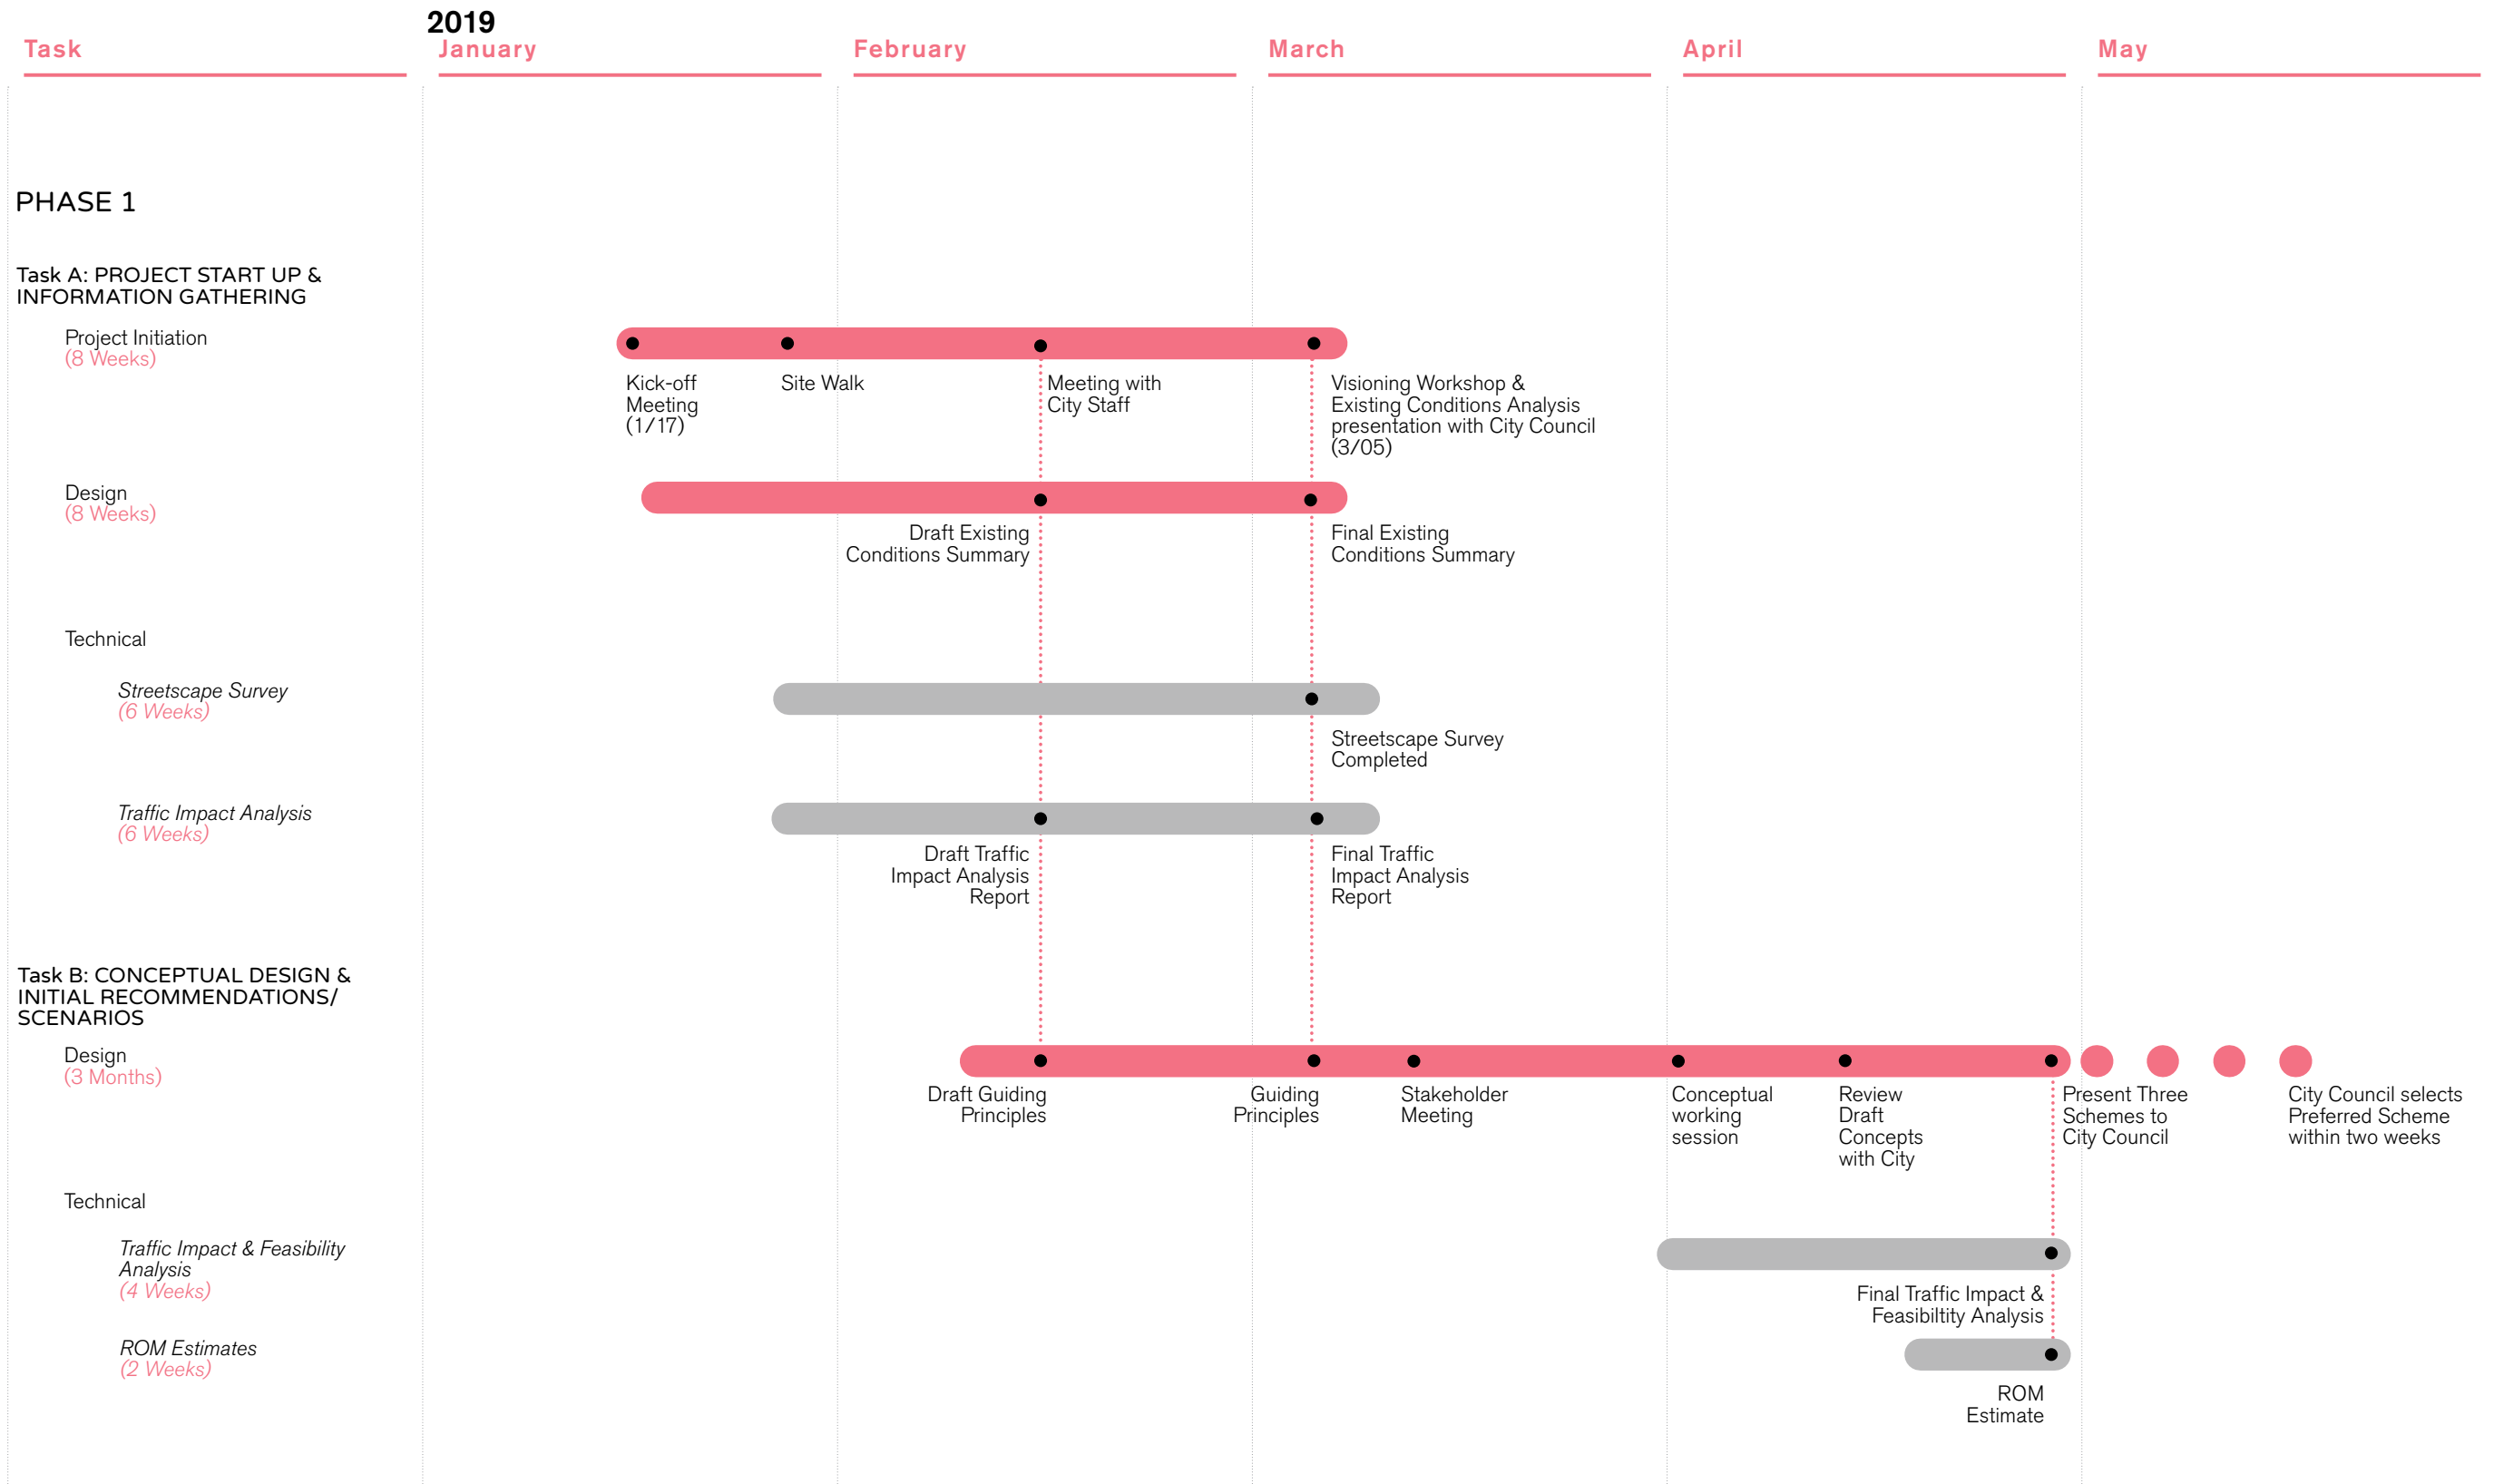 2019
Task
January
February
March
April
May
PHASE 1
Task A: PROJECT START UP &
INFORMATION GATHERING
Project Initiation
(8 Weeks)
Kick-off
Meeting
(1/17)
Site Walk
Meeting with
City Staff
Visioning Workshop &
Existing Conditions Analysis
presentation with City Council
(3/05)
Design
(8 Weeks)
Draft Existing
Conditions Summary
Final Existing
Conditions Summary
Technical
Streetscape Survey
(6 Weeks)
Streetscape Survey
Completed
Traffic Impact Analysis
(6 Weeks)
Draft Traffic
Impact Analysis
Report
Final Traffic
Impact Analysis
Report
Task B: CONCEPTUAL DESIGN &
INITIAL RECOMMENDATIONS/
SCENARIOS
Design
(3 Months)
Draft Guiding
Principles
Guiding
Principles
Stakeholder
Meeting
Conceptual
working
session
Review
Draft
Concepts
with City
Present Three
Schemes to
City Council
City Council selects
Preferred Scheme
within two weeks
Technical
Traffic Impact & Feasibility
Analysis
(4 Weeks)
Final Traffic Impact &
Feasibiltity Analysis
ROM Estimates
(2 Weeks)
ROM
Estimate